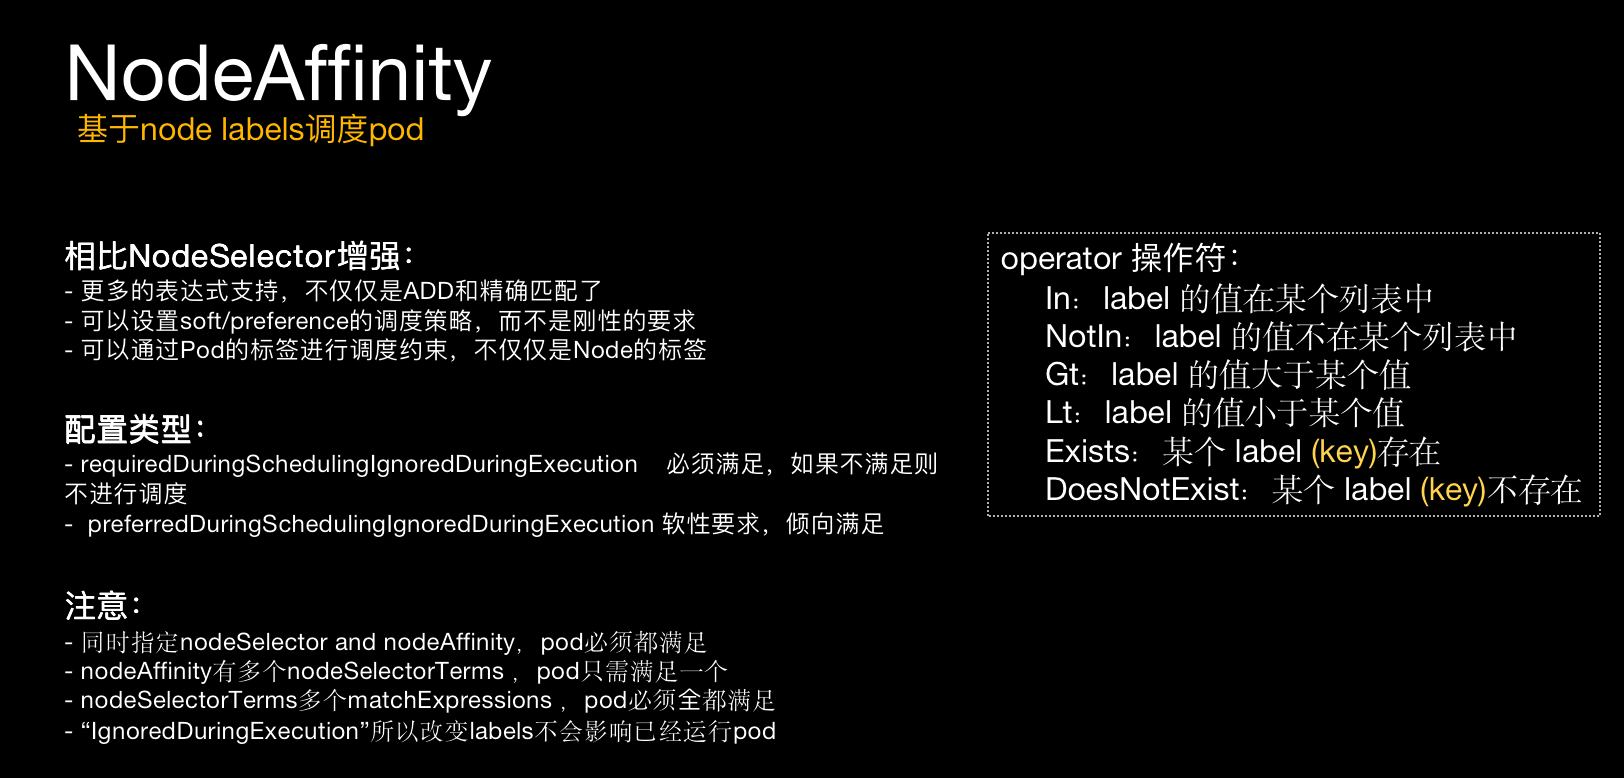 NodeAffinity
基于node labels调度pod
相比NodeSelector增强：
- 更多的表达式支持，不仅仅是ADD和精确匹配了
- 可以设置soft/preference的调度策略，而不是刚性的要求
- 可以通过Pod的标签进行调度约束，不仅仅是Node的标签
配置类型：
- requiredDuringSchedulingIgnoredDuringExecution 必须满足，如果不满足则
不进行调度
- preferredDuringSchedulingIgnoredDuringExecution 软性要求，倾向满足
注意：
- 同时指定nodeSelector and nodeAffinity，pod必须都满足
- nodeAffinity有多个nodeSelectorTerms ，pod只需满足一个
- nodeSelectorTerms多个matchExpressions ，pod必须全都满足
- “IgnoredDuringExecution”所以改变labels不会影响已经运行pod
operator 操作符：
In： label 的值在某个列表中
NotIn： label 的值不在某个列表中
Gt： label 的值大于某个值
Lt： label 的值小于某个值
Exists： 某个 label (key)存在
DoesNotExist： 某个 label (key)不存在